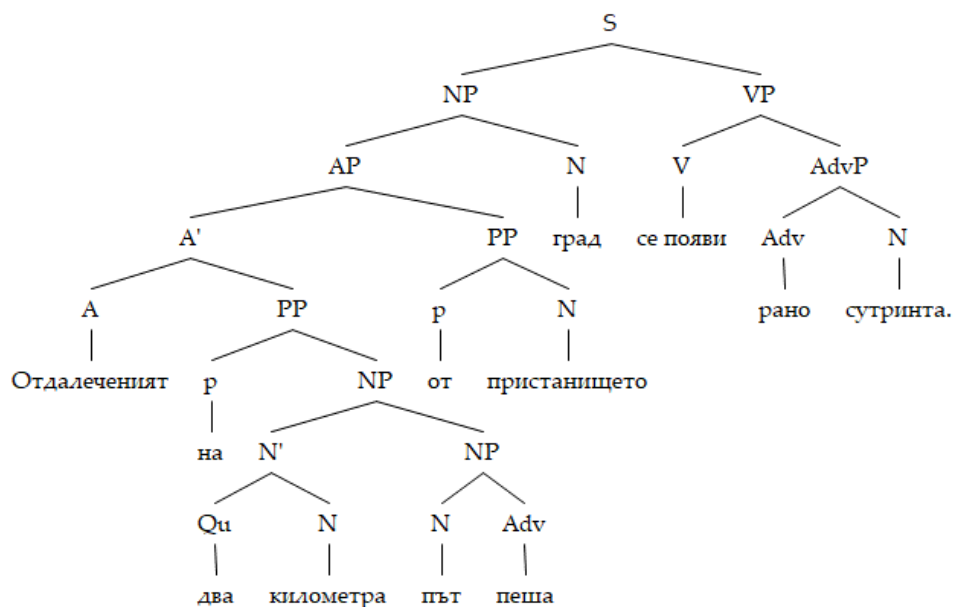 S
NP VP
AP N V AdvP
A' PP град се появи Adv N
A PP p N рано сутринта.
Отдалеченият p NP от пристанището
на N' NP
Qu N N Adv
два километра път пеша